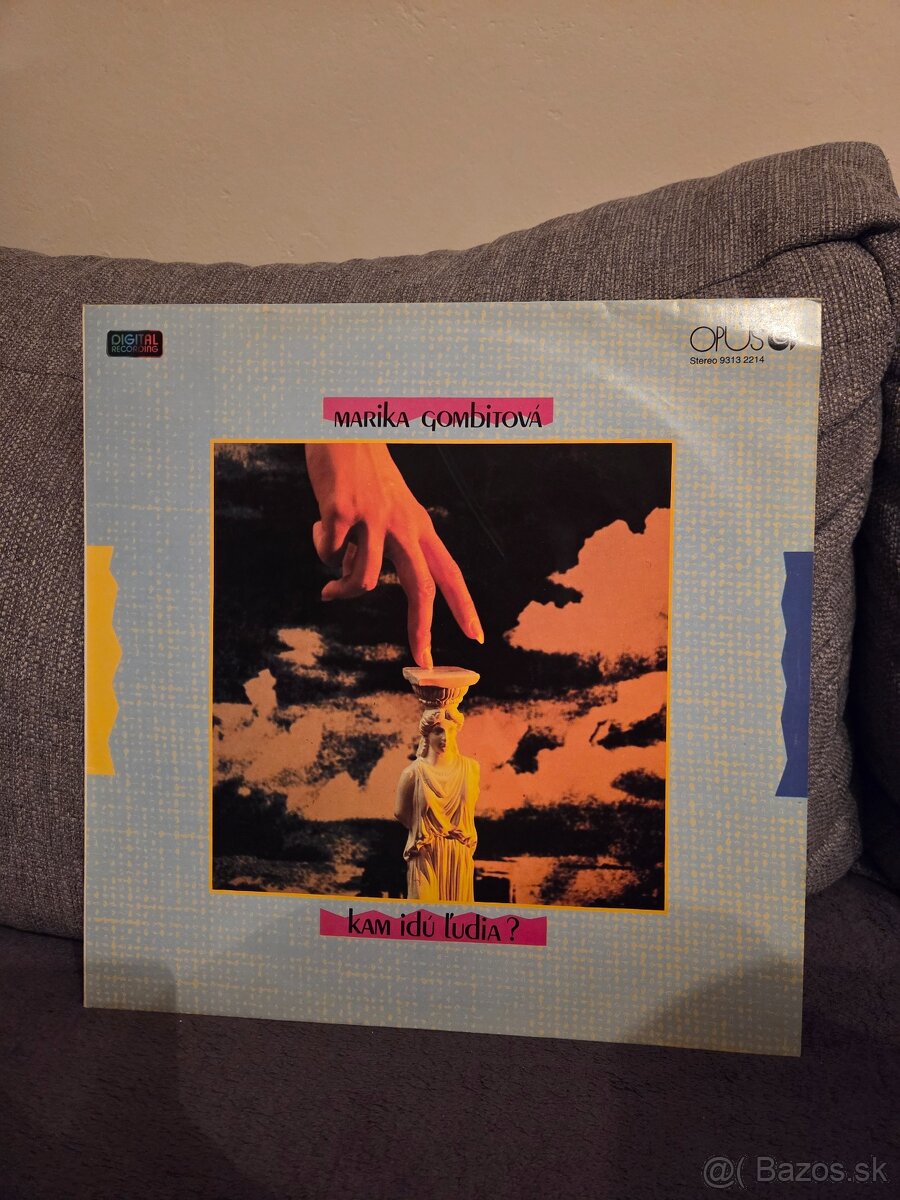 DIGITAL
RECORDING
OPUS
Stereo 9313 2214
MARIKA GOMBITOVÁ
KAM IDÚ ĽUDIA?
@( Bazos.sk